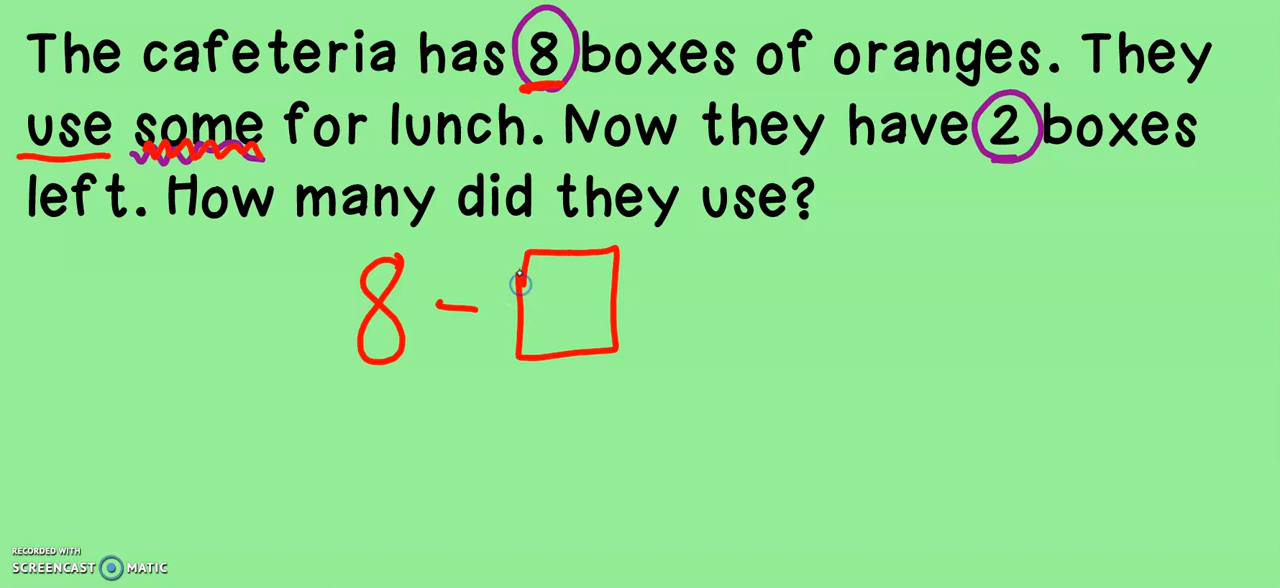 The cafeteria has 8 boxes of oranges. They
use some for lunch. Now they have 2 boxes
left. How many did they use?
8 -
RECORDED WITH
SCREENCAST MATIC